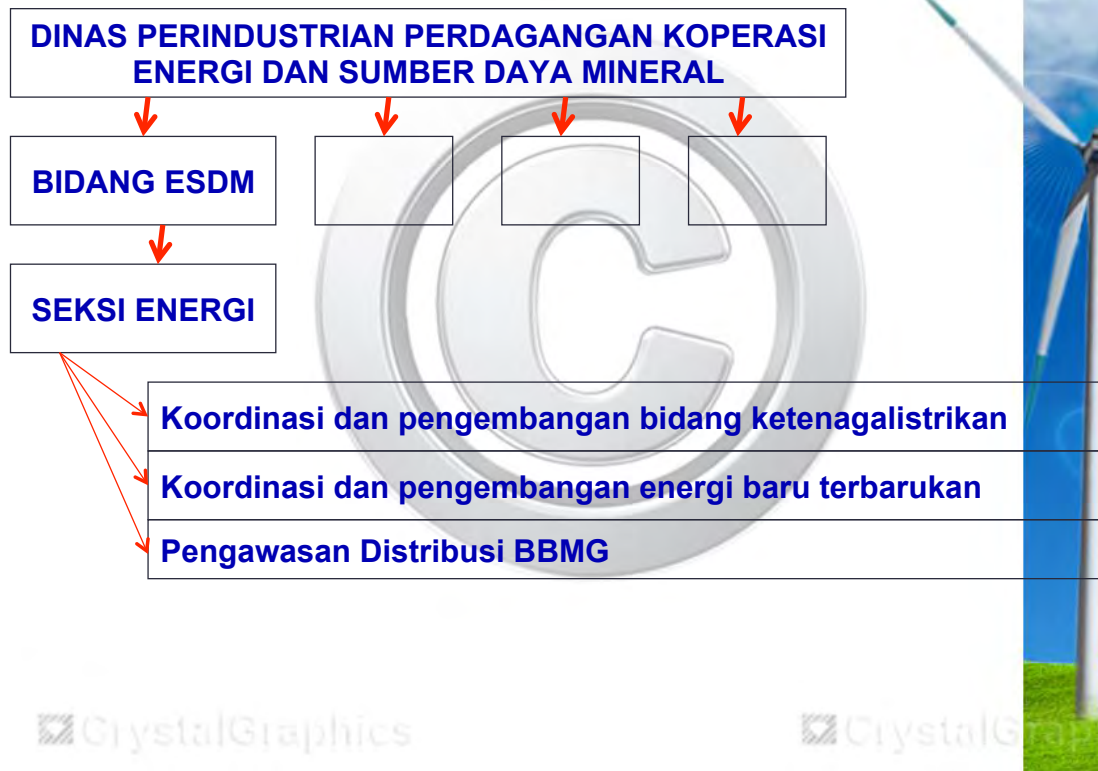 DINAS PERINDUSTRIAN PERDAGANGAN KOPERASI
ENERGI DAN SUMBER DAYA MINERAL
BIDANG ESDM
SEKSI ENERGI
Koordinasi dan pengembangan bidang ketenagalistrikan
Koordinasi dan pengembangan energi baru terbarukan
Pengawasan Distribusi BBMG
CrystalGraphics
CrystalGrap